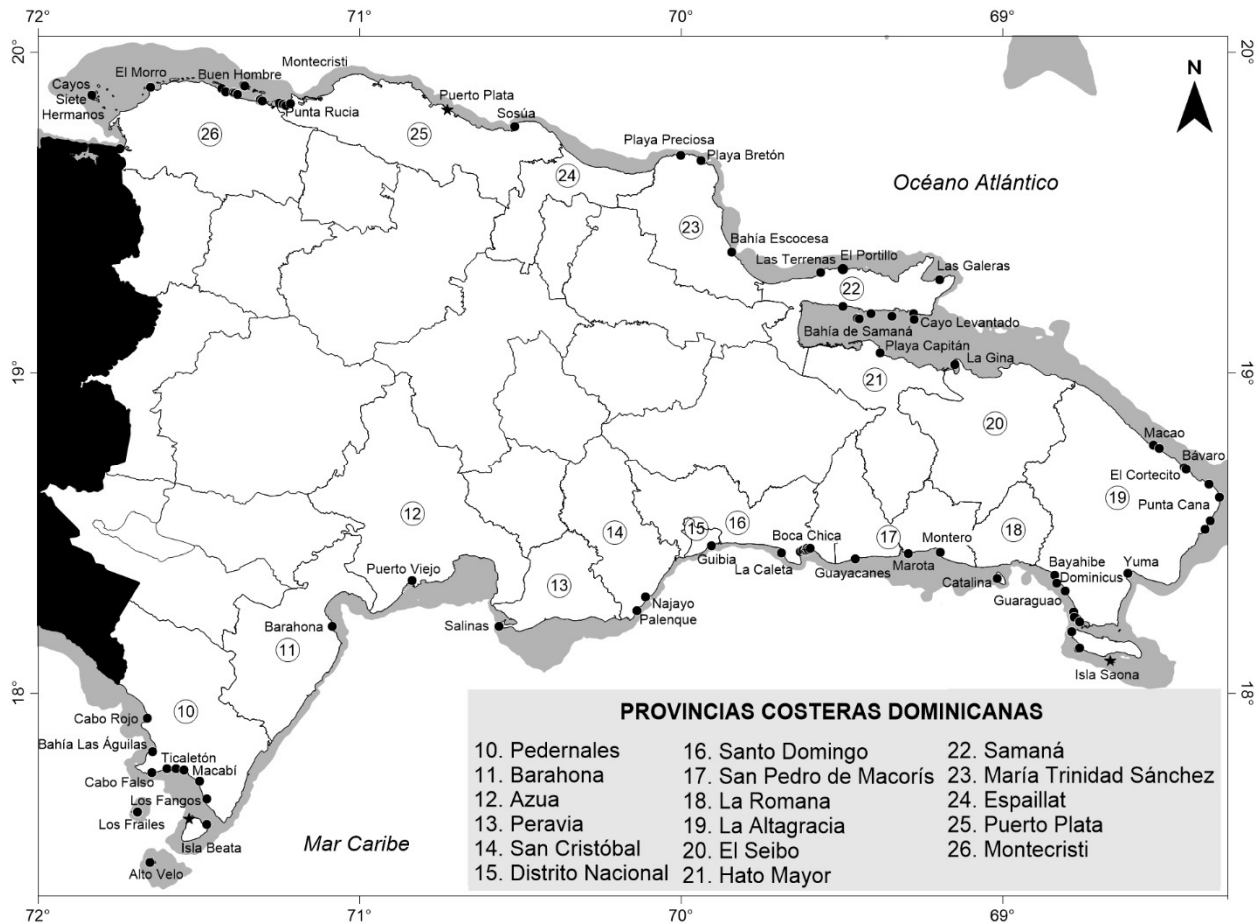 72°
71°
70°
69°
20°
20°
N
Montecristi
El Morro
Buen Hombre
Cayos
Siete
Hermanos
Punta Rucia
Puerto Plata
Sosúa
26
25
24
Playa Preciosa
Playa Bretón
Océano Atlántico
23
Bahía Escocesa
Las Terrenas
El Portillo
Las Galeras
22
Bahía de Samaná
Cayo Levantado
Playa Capitán
La Gina
19°
19°
21
20
Macao
Bávaro
El Cortecito
19
Punta Cana
12
14
15
16
Boca Chica
17
Montero
18
Guibia
La Caleta
Guayacanes
Marota
Catalina
Bayahibe
Dominicus
Yuma
Guaraguao
Puerto Viejo
13
Najayo
Palenque
Barahona
Salinas
11
Isla Saona
18°
18°
10
Cabo Rojo
Bahía Las Águilas
Ticaletón
Cabo Falso
Macabí
Los Fangos
Los Frailes
Isla Beata
Alto Velo
Mar Caribe
PROVINCIAS COSTERAS DOMINICANAS
10. Pedernales
11. Barahona
12. Azua
13. Peravia
14. San Cristóbal
15. Distrito Nacional
16. Santo Domingo
17. San Pedro de Macorís
18. La Romana
19. La Altagracia
20. El Seibo
21. Hato Mayor
22. Samaná
23. María Trinidad Sánchez
24. Espaillat
25. Puerto Plata
26. Montecristi
72°
71°
70°
69°